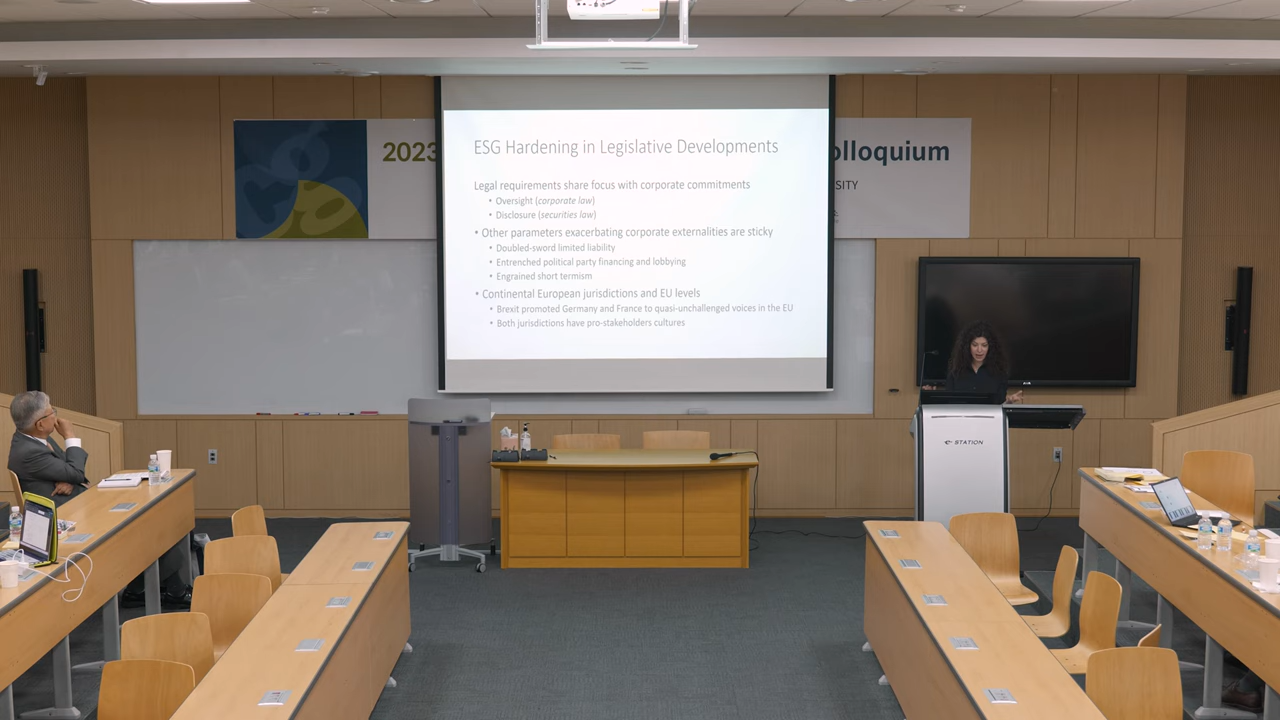 2023
olloquium
SITY
ESG Hardening in Legislative Developments
Legal requirements share focus with corporate commitments
• Oversight (corporate law)
• Disclosure (securities law)
• Other parameters exacerbating corporate externalities are sticky
• Doubled-sword limited liability
• Entrenched political party financing and lobbying
• Engrained short termism
• Continental European jurisdictions and EU levels
• Brexit promoted Germany and France to quasi-unchallenged voices in the EU
• Both jurisdictions have pro-stakeholders cultures
STATION